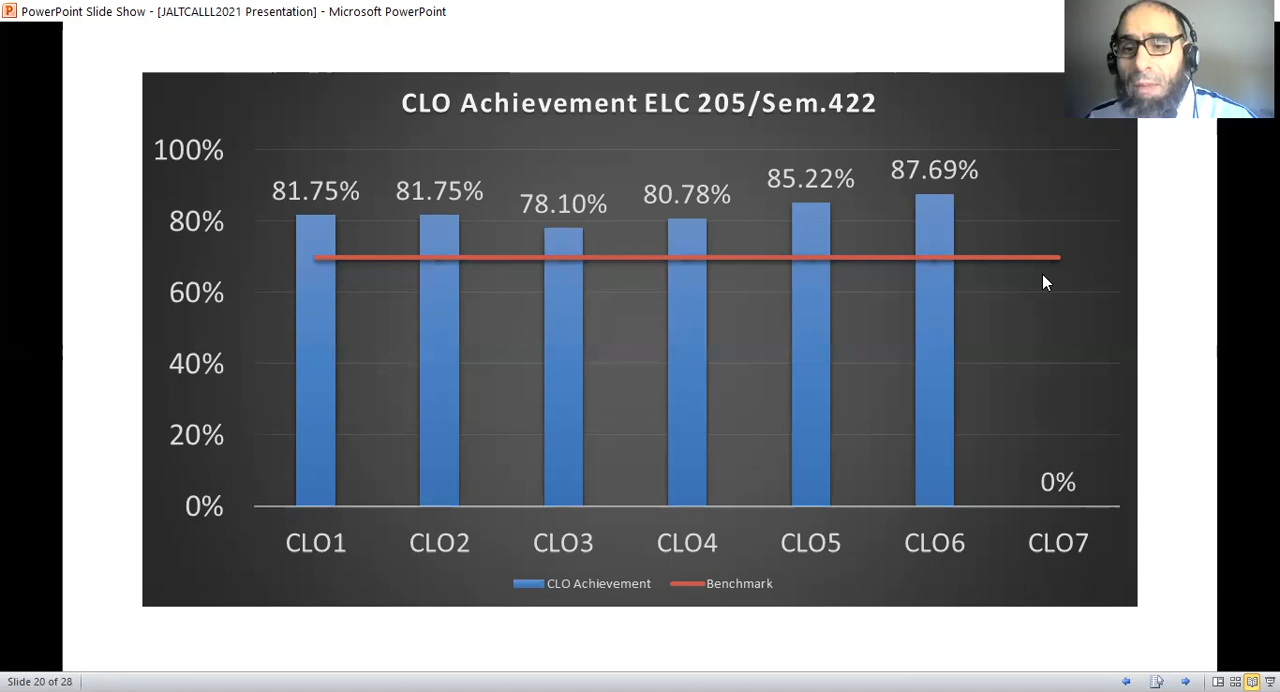 PowerPoint Slide Show - [JALTCALLL2021 Presentation] - Microsoft PowerPoint
CLO Achievement ELC 205/Sem.422
100%
80%
60%
40%
20%
0%
81.75%
81.75%
78.10%
80.78%
85.22%
87.69%
0%
CLO1
CLO2
CLO3
CLO4
CLO5
CLO6
CLO7
CLO Achievement
Benchmark
Slide 20 of 28